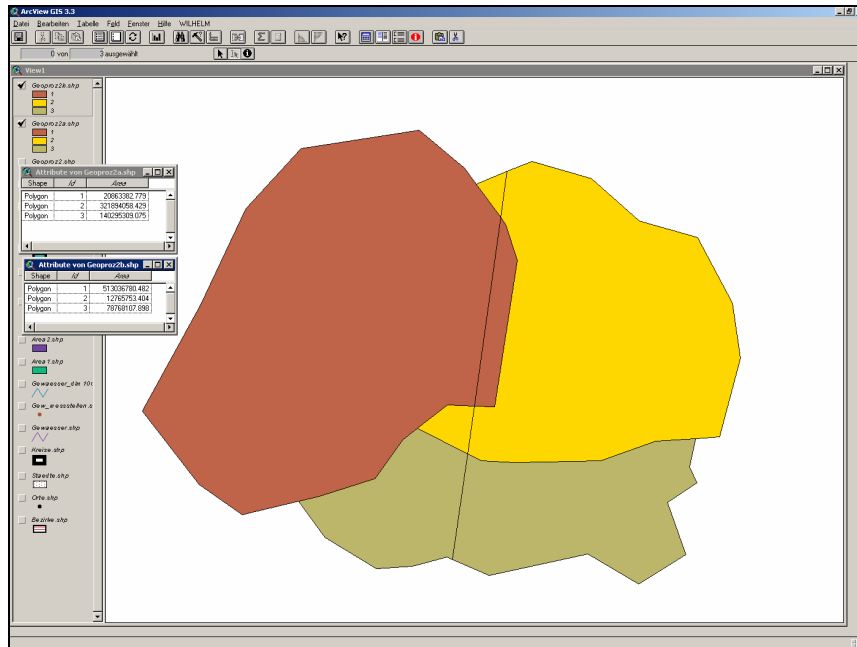 ArcView GIS 3.3
Datei Bearbeiten Tabelle Feld Fenster Hilfe WILHELM
0 von 3 ausgewählt
View1
Geoproz2b.shp
1
2
3
Geoproz2a.shp
1
2
3
Geoproz2.shp
Attribute von Geoproz2a.shp
Shape Id Area
Polygon 1 20863382.779
Polygon 2 321894058.429
Polygon 3 140295309.075
Attribute von Geoproz2b.shp
Shape Id Area
Polygon 1 513036780.482
Polygon 2 12765753.404
Polygon 3 78768107.898
Area 2.shp
Area 1.shp
Gewaesser_dlm 100
Gew_messstellen.s
Gewaesser.shp
Kreise.shp
Staedte.shp
Orte.shp
Bezirke.shp